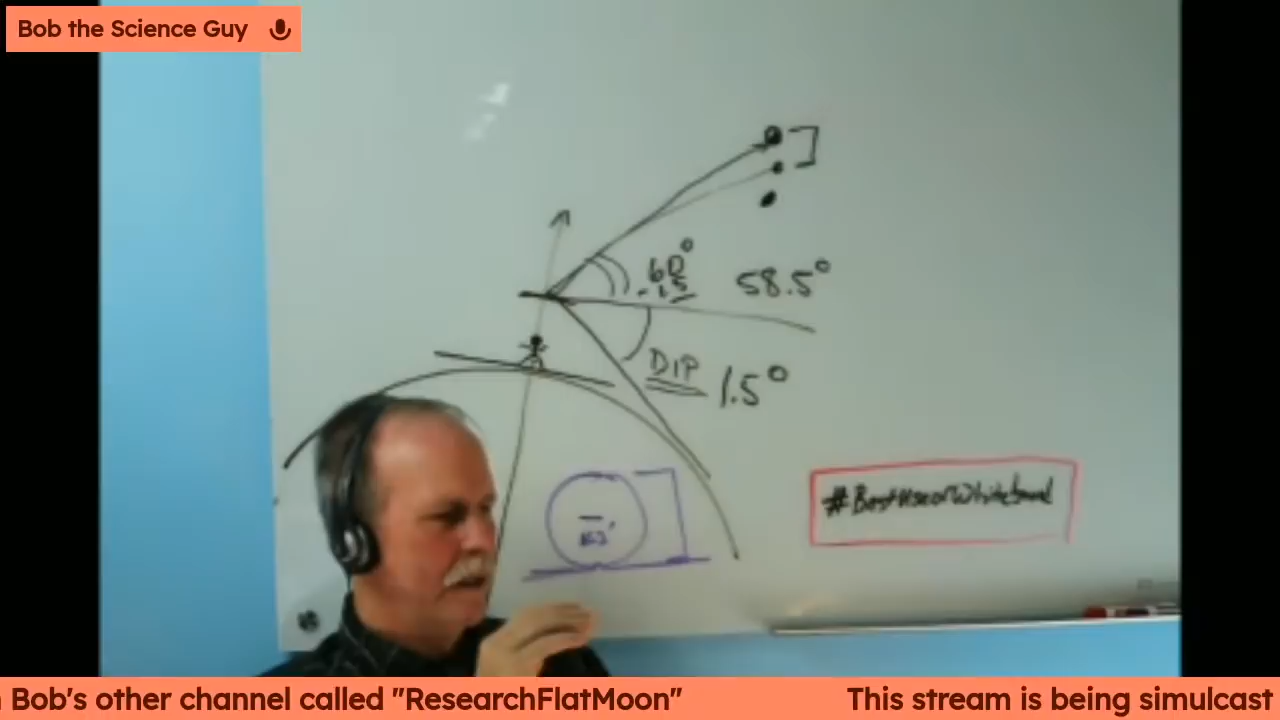 Bob the Science Guy
60°
-1.5
58.5°
DIP
1.5°
#BestUseofWhiteboard
n Bob's other channel called "ResearchFlatMoon"
This stream is being simulcast